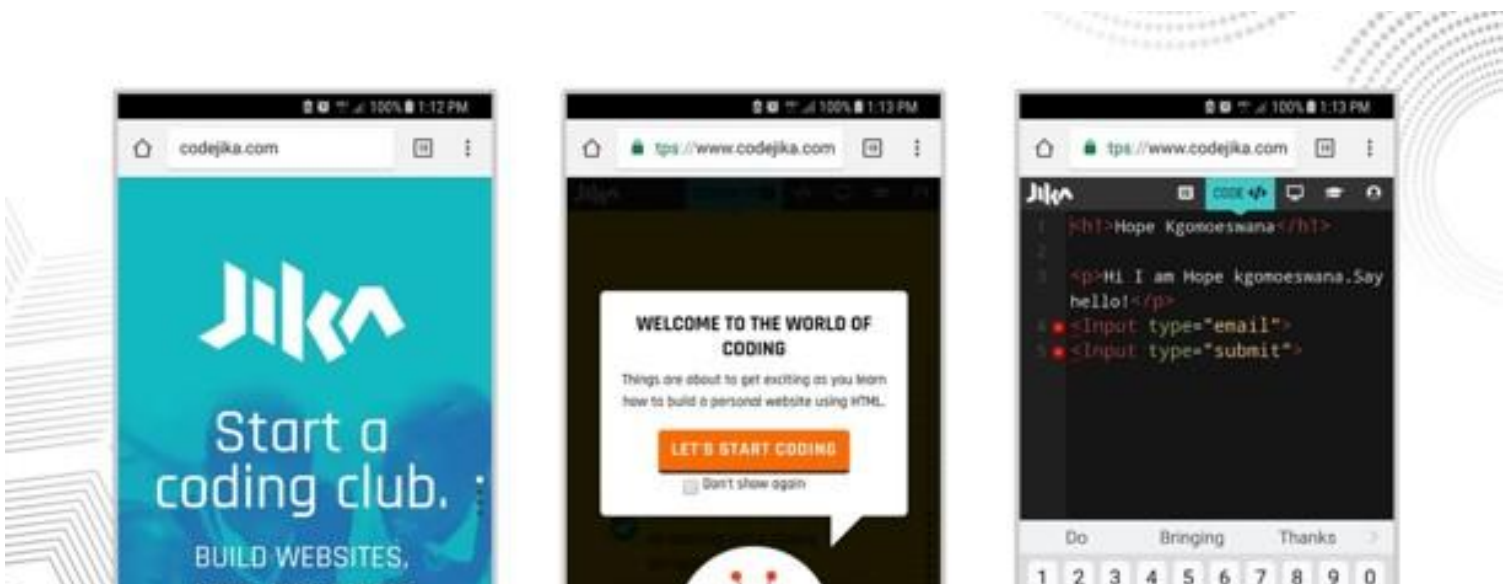 100% 1:12 PM
codejika.com
JIKA
Start a
coding club.
BUILD WEBSITES,
100% 1:13 PM
tps://www.codejika.com
JIKA
WELCOME TO THE WORLD OF
CODING
Things are about to get exciting as you learn
how to build a personal website using HTML.
LET'S START CODING
Don't show again
100% 1:13 PM
tps://www.codejika.com
JIKA
CODE </>
1 <h1>Hope Kgomoeswana</h1>
2
3 <p>Hi I am Hope kgomoeswana.Say
hello!</p>
4 <Input type="email">
5 <Input type="submit">
Do Bringing Thanks
1 2 3 4 5 6 7 8 9 0